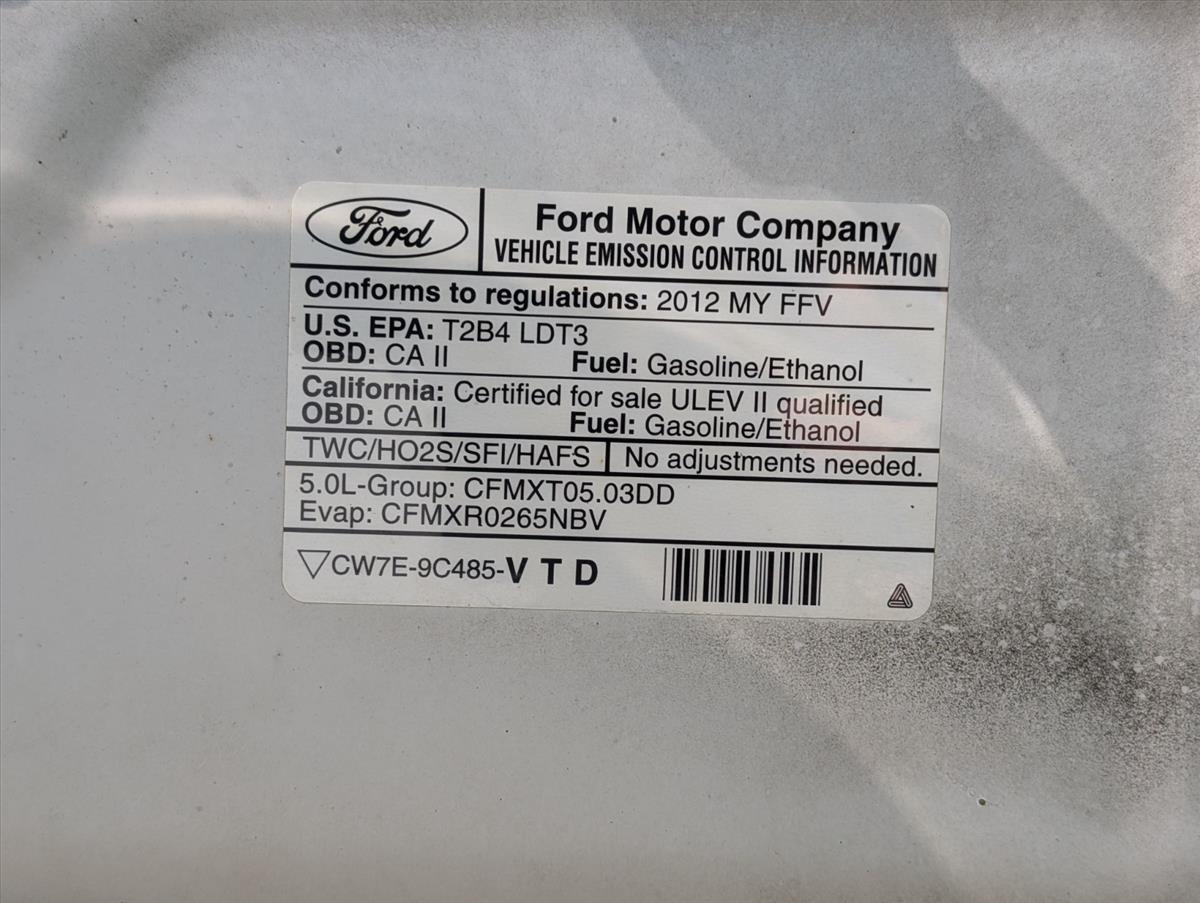 Ford
Ford Motor Company
VEHICLE EMISSION CONTROL INFORMATION
Conforms to regulations: 2012 MY FFV
U.S. EPA: T2B4 LDT3
OBD: CA II Fuel: Gasoline/Ethanol
California: Certified for sale ULEV II qualified
OBD: CA II Fuel: Gasoline/Ethanol
TWC/HO2S/SFI/HAFS No adjustments needed.
5.0L-Group: CFMXT05.03DD
Evap: CFMXR0265NBV
CW7E-9C485-V T D